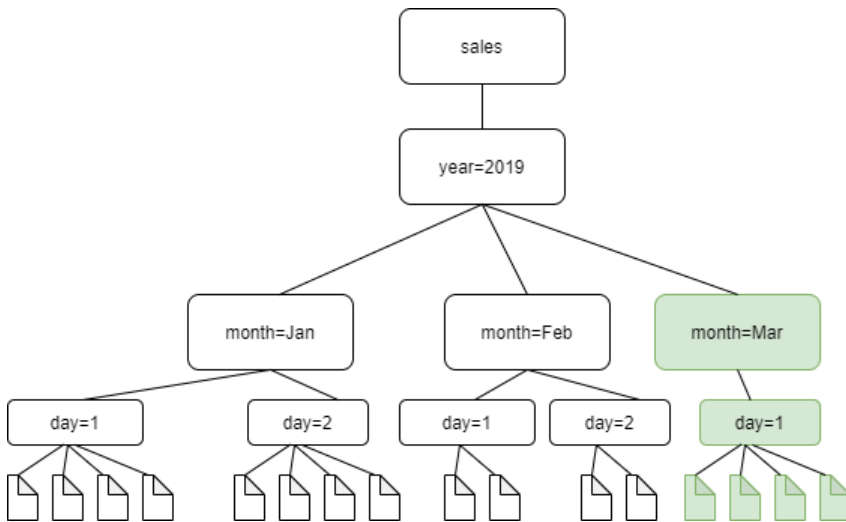 sales
year=2019
month=Jan
month=Feb
month=Mar
day=1
day=2
day=1
day=2
day=1